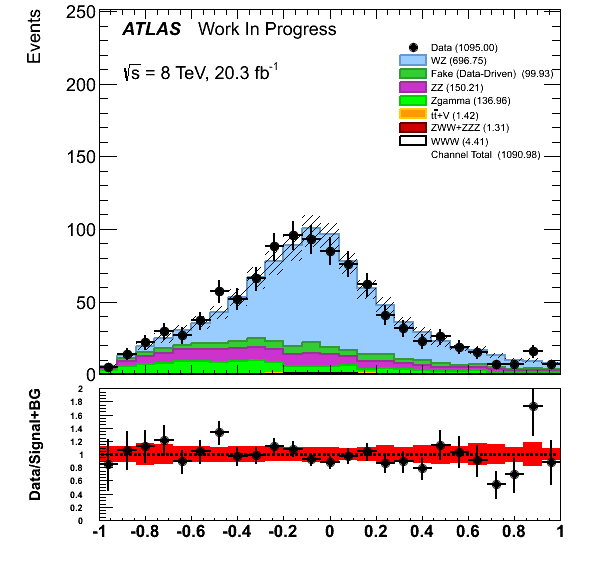 250
Events
ATLAS Work In Progress
√s = 8 TeV, 20.3 fb-1
Data (1095.00)
WZ (696.75)
Fake (Data-Driven) (99.93)
ZZ (150.21)
Zgamma (136.96)
tt̄+V (1.42)
ZWW+ZZZ (1.31)
WWW (4.41)
Channel Total (1090.98)
200
150
100
50
0
Data/Signal+BG
2
1.8
1.6
1.4
1.2
1
0.8
0.6
0.4
0.2
0
-1 -0.8 -0.6 -0.4 -0.2 0 0.2 0.4 0.6 0.8 1